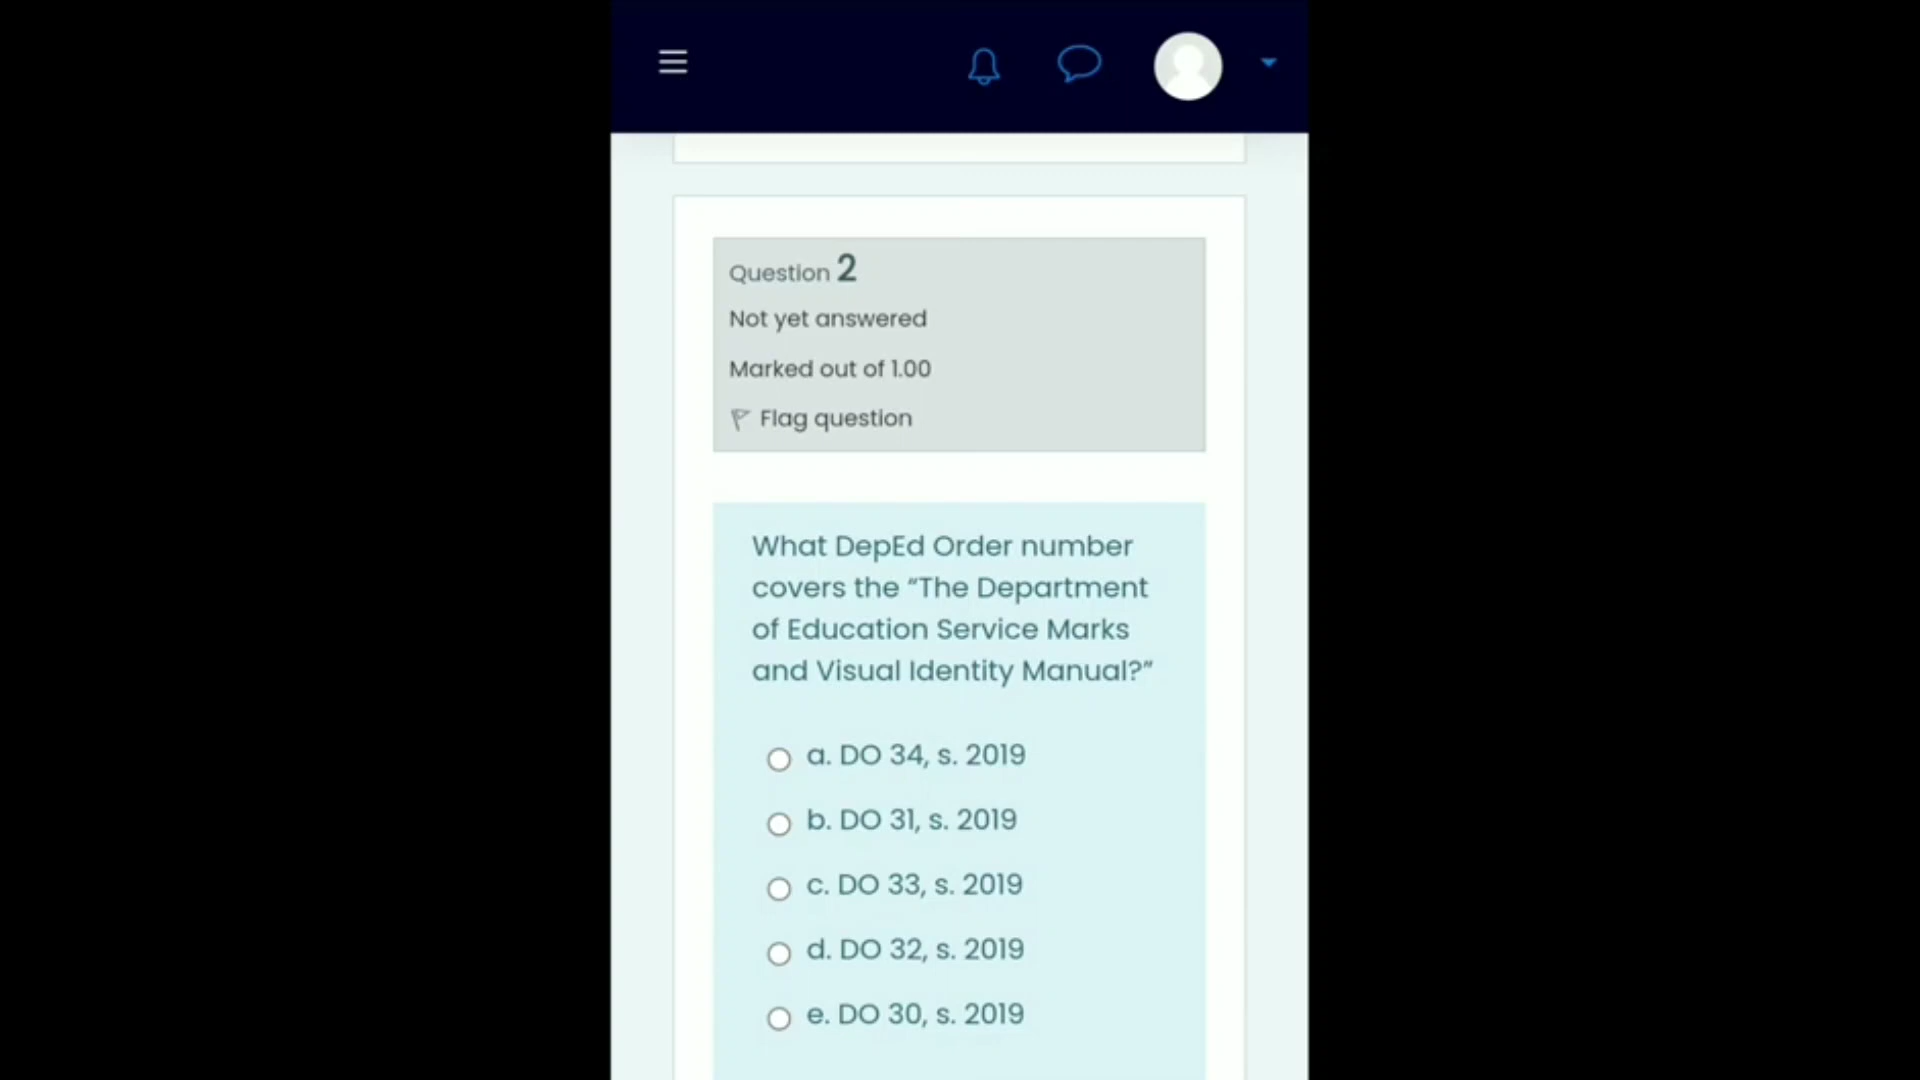 Question 2
Not yet answered
Marked out of 1.00
Flag question
What DepEd Order number
covers the “The Department
of Education Service Marks
and Visual Identity Manual?”
a. DO 34, s. 2019
b. DO 31, s. 2019
c. DO 33, s. 2019
d. DO 32, s. 2019
e. DO 30, s. 2019